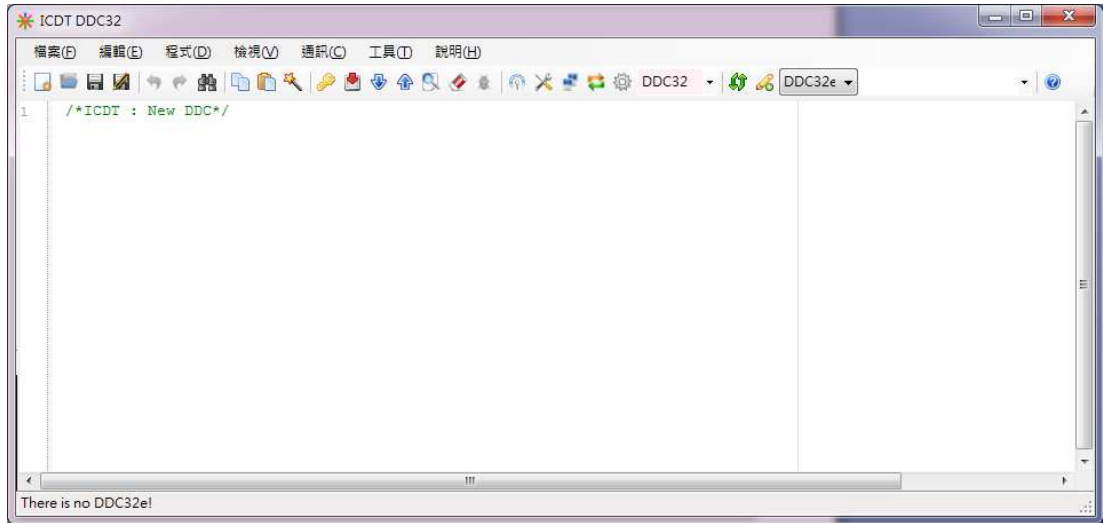 ICDT DDC32
檔案(F) 編輯(E) 程式(D) 檢視(V) 通訊(C) 工具(T) 說明(H)
DDC32 DDC32e
1 /*ICDT : New DDC*/
There is no DDC32e!